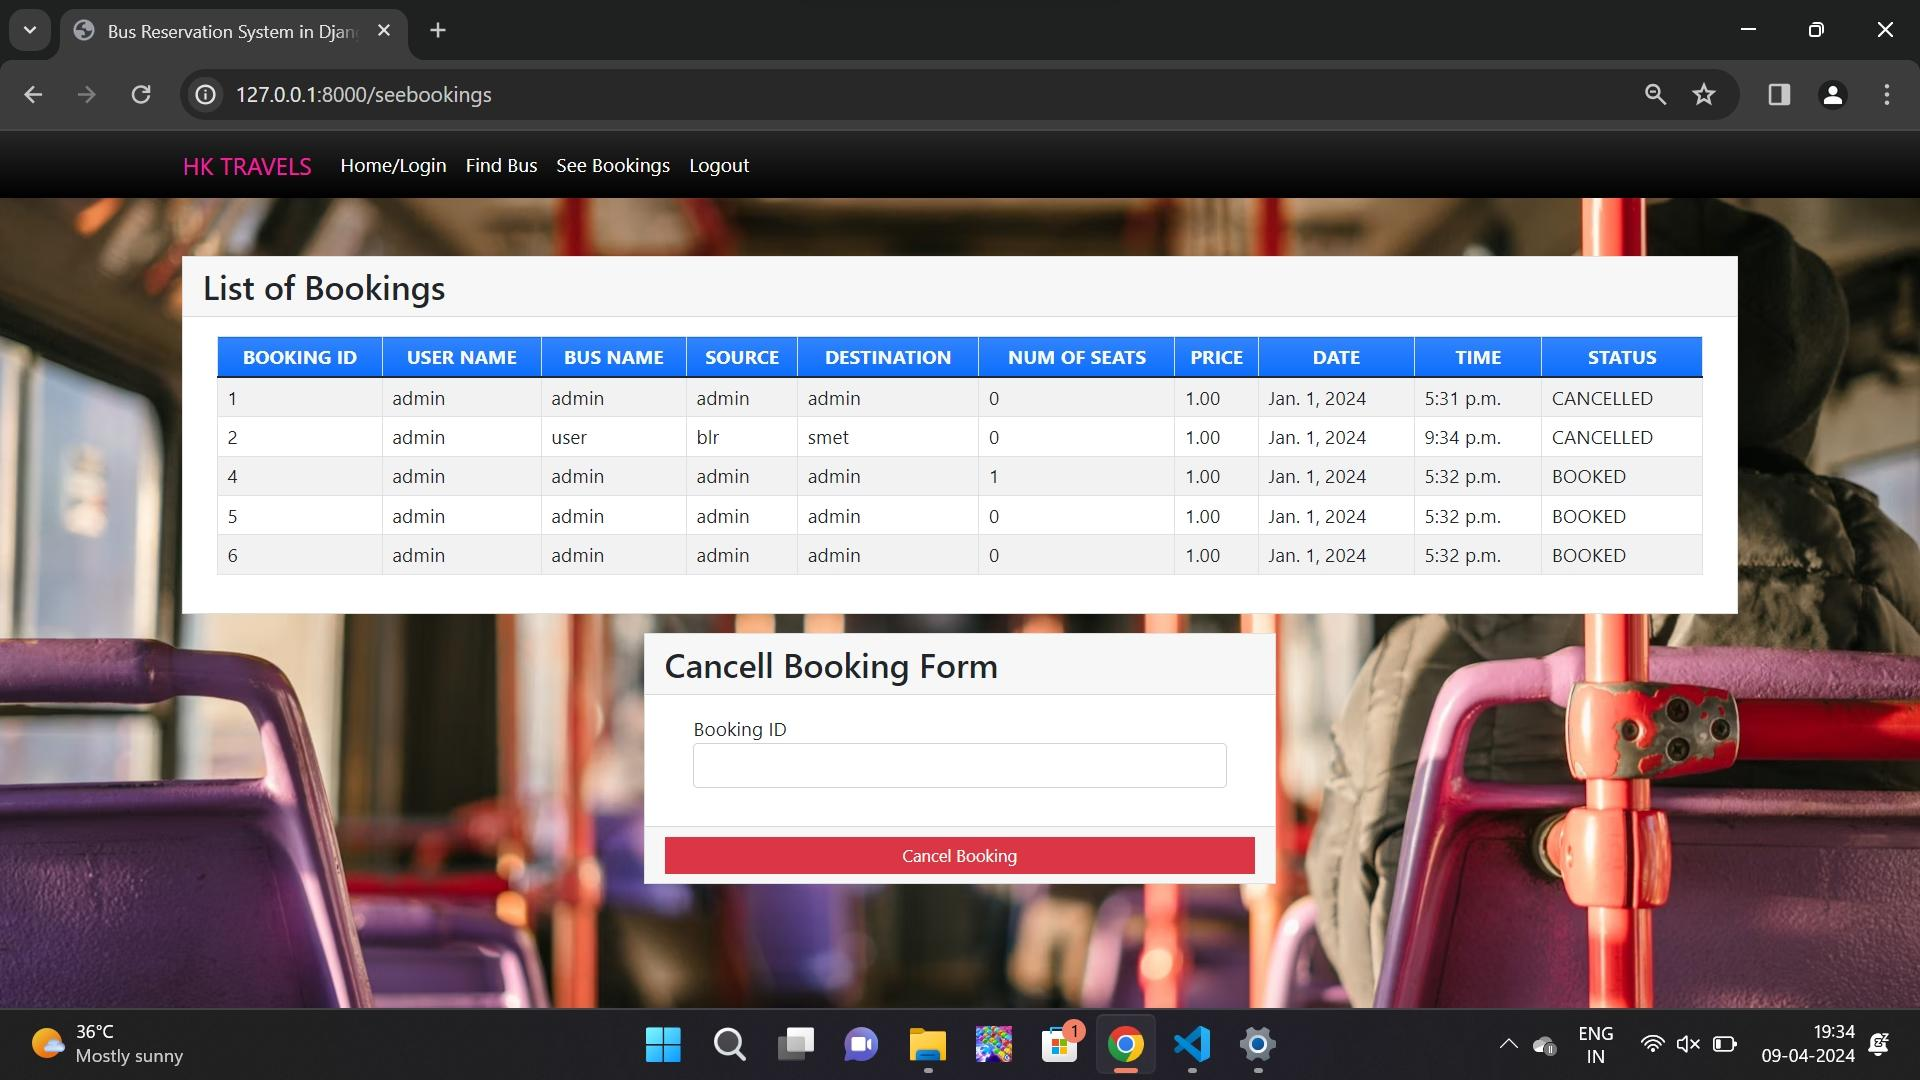 Bus Reservation System in Djan
127.0.0.1:8000/seebookings
HK TRAVELS Home/Login Find Bus See Bookings Logout
List of Bookings
BOOKING ID USER NAME BUS NAME SOURCE DESTINATION NUM OF SEATS PRICE DATE TIME STATUS
1 admin admin admin admin 0 1.00 Jan. 1, 2024 5:31 p.m. CANCELLED
2 admin user blr smet 0 1.00 Jan. 1, 2024 9:34 p.m. CANCELLED
4 admin admin admin admin 1 1.00 Jan. 1, 2024 5:32 p.m. BOOKED
5 admin admin admin admin 0 1.00 Jan. 1, 2024 5:32 p.m. BOOKED
6 admin admin admin admin 0 1.00 Jan. 1, 2024 5:32 p.m. BOOKED
Cancell Booking Form
Booking ID
Cancel Booking
36°C
Mostly sunny
1
ENG
IN
19:34
09-04-2024